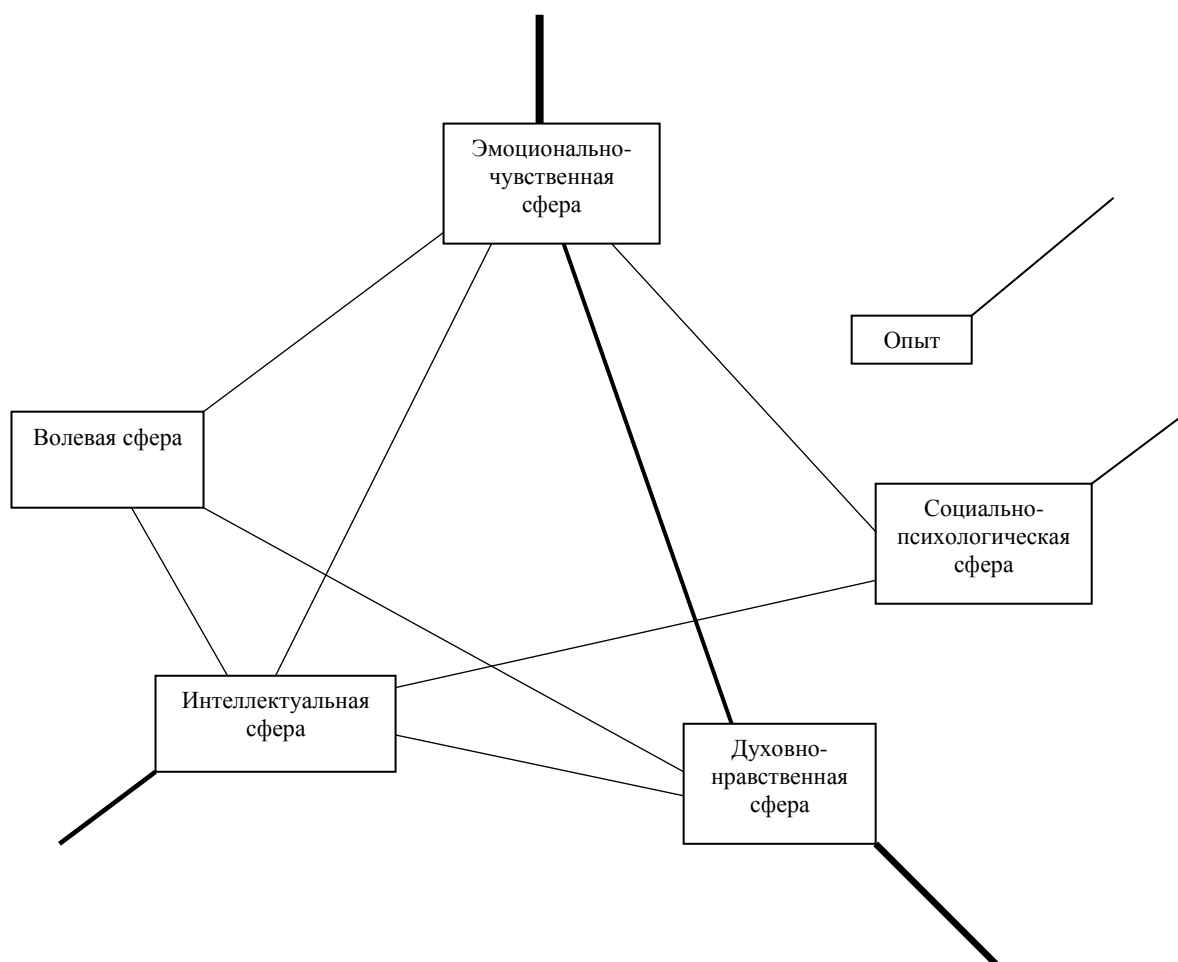 Эмоционально-
чувственная
сфера
Опыт
Волевая сфера
Социально-
психологическая
сфера
Интеллектуальная
сфера
Духовно-
нравственная
сфера